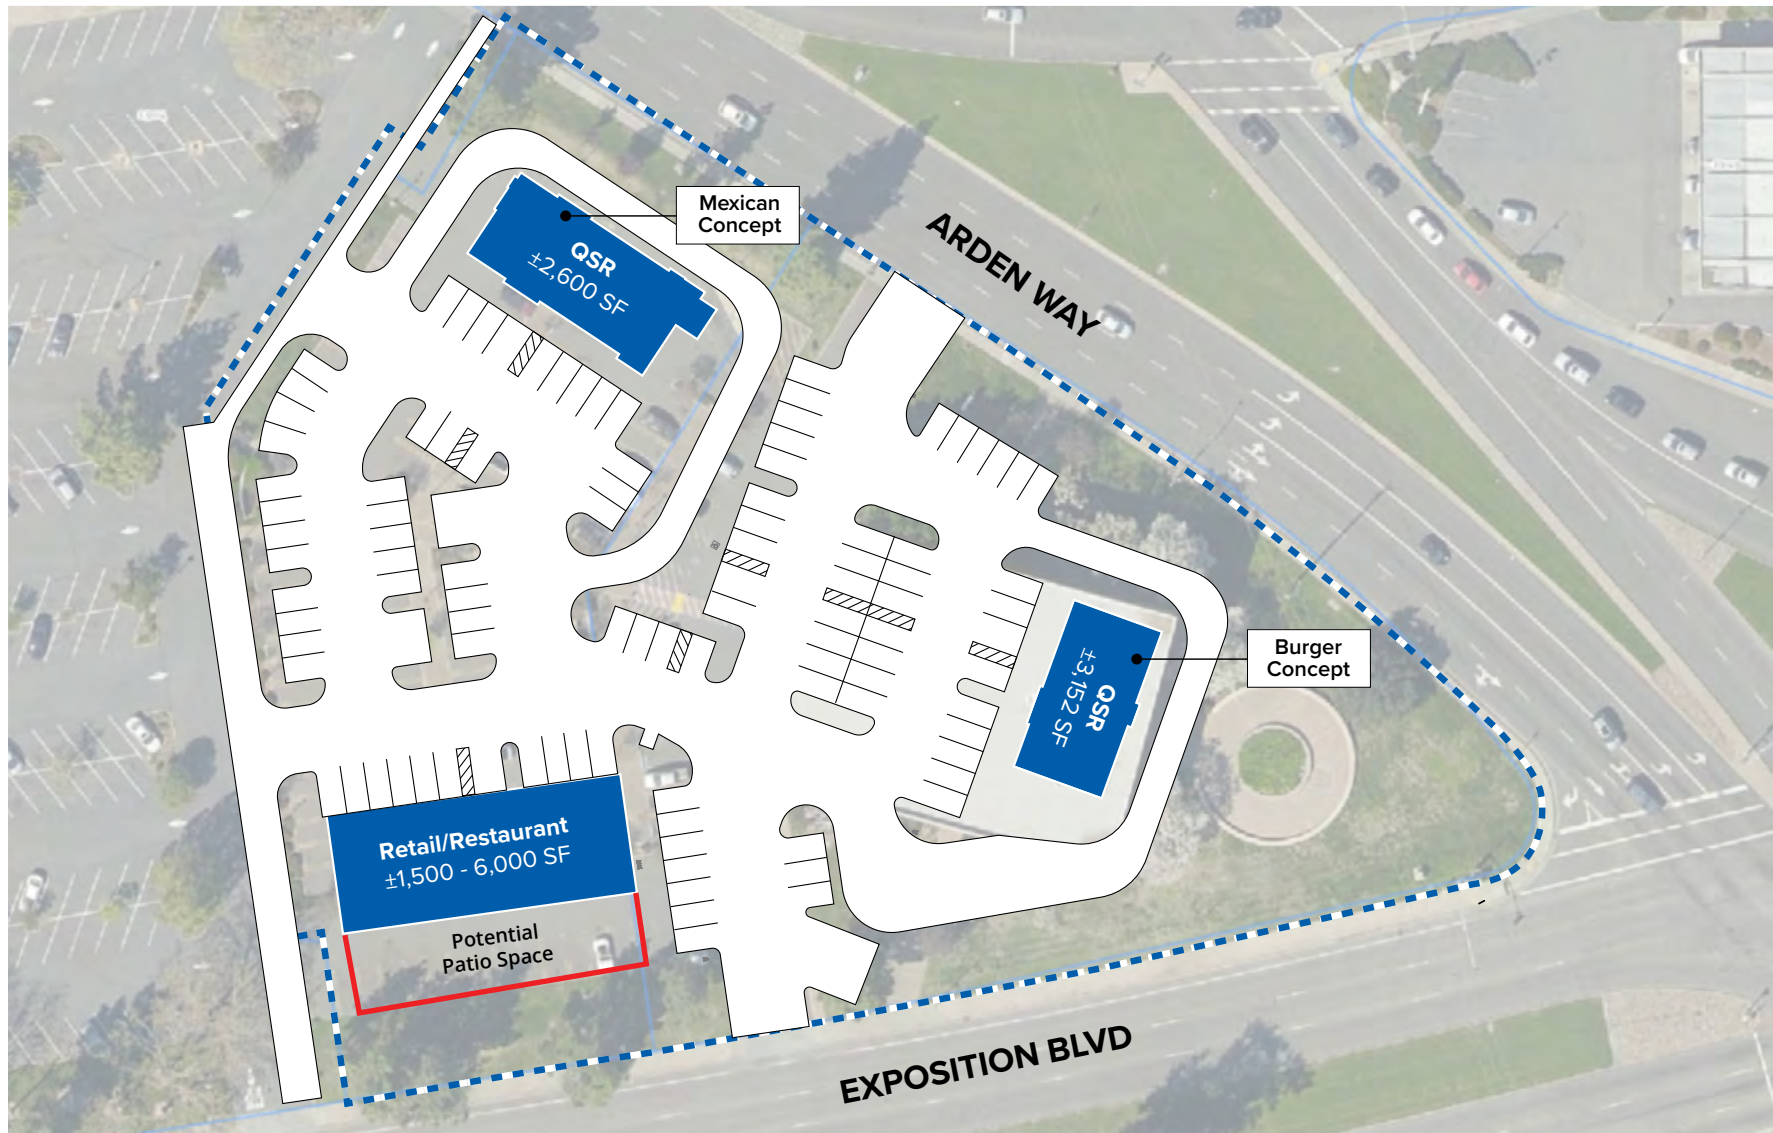 Mexican
Concept
QSR
±2,600 SF
ARDEN WAY
Burger
Concept
QSR
±3,152 SF
Retail/Restaurant
±1,500 - 6,000 SF
Potential
Patio Space
EXPOSITION BLVD